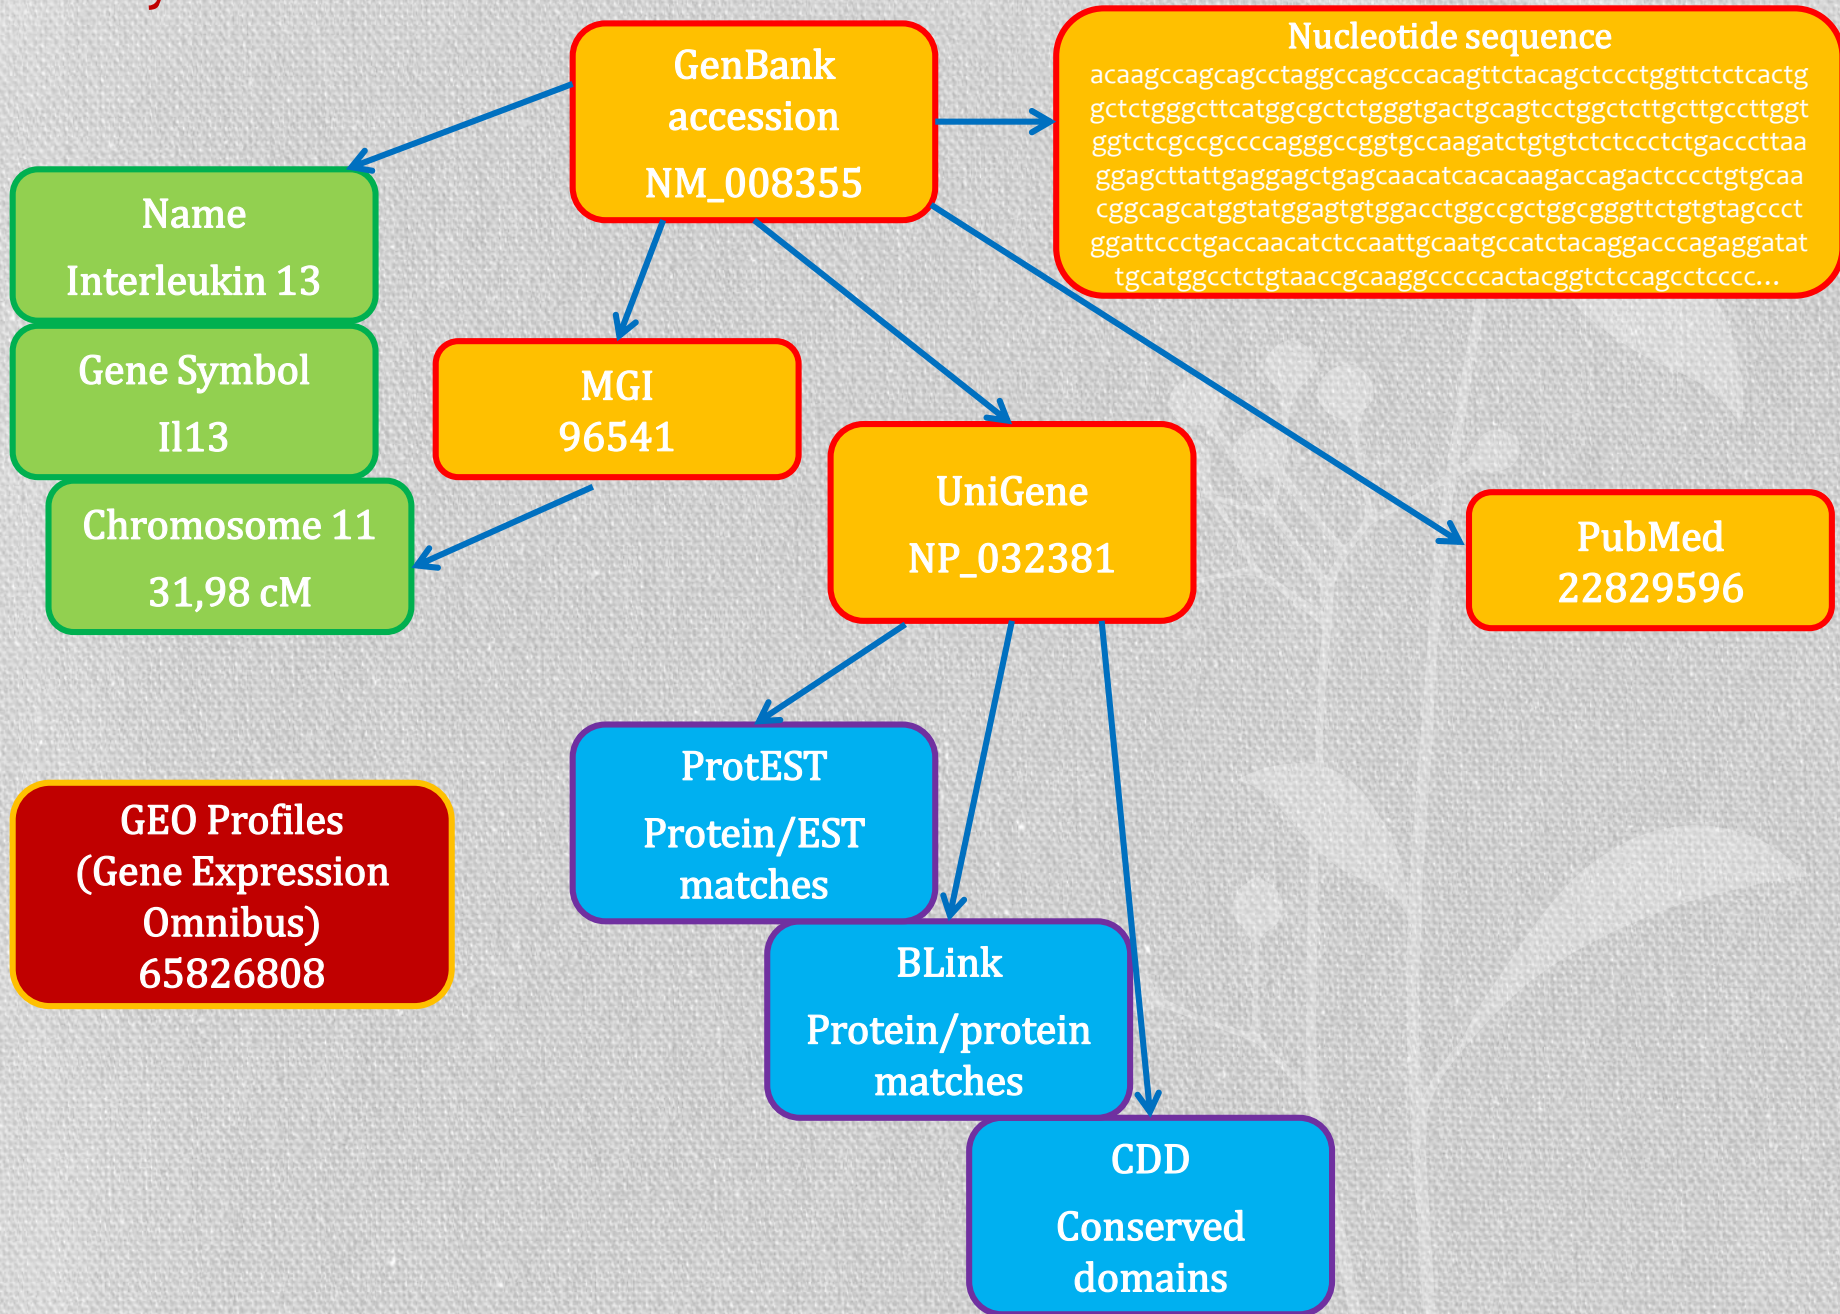 GenBank
accession
NM_008355
Nucleotide sequence
acaagccagcagcctaggccagcccacagttctacagctccctggttctctcactg
gctctgggcttcatggcgctctgggtgactgcagtcctggctcttgcttgccttggt
ggtctcgccgccccagggccggtgccaagatctgtgtctctccctctgacccttaa
ggagcttattgaggagctgagcaacatcacacaagaccagactcccctgtgcaa
cggcagcatggtatggagtgtggacctggccgctggcgggttctgtgtagccct
ggattccctgaccaacatctccaattgcaatgccatctacaggacccagaggatat
tgcatggcctctgtaaccgcaaggcccccactacggtctccagcctcccc...
Name
Interleukin 13
Gene Symbol
Il13
Chromosome 11
31,98 cM
MGI
96541
UniGene
NP_032381
PubMed
22829596
ProtEST
Protein/EST
matches
GEO Profiles
(Gene Expression
Omnibus)
65826808
BLink
Protein/protein
matches
CDD
Conserved
domains